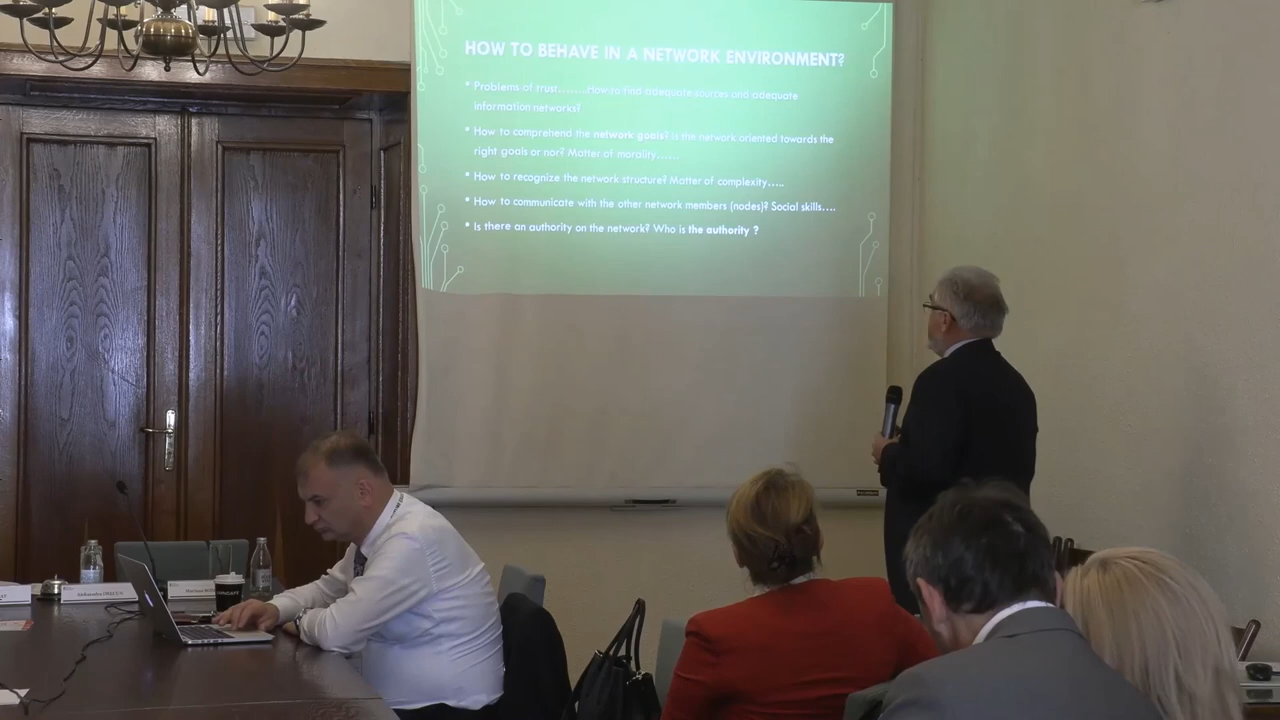 HOW TO BEHAVE IN A NETWORK ENVIRONMENT?
* Problems of trust........How to find adequate sources and adequate
information networks?
* How to comprehend the network goals? Is the network oriented towards the
right goals or nor? Matter of morality......
* How to recognize the network structure? Matter of complexity.....
* How to communicate with the other network members (nodes)? Social skills....
* Is there an authority on the network? Who is the authority ?